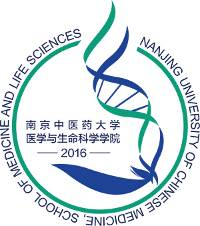 NANJING UNIVERSITY OF CHINESE MEDICINE, SCHOOL OF MEDICINE AND LIFE SCIENCES
南京中医药大学
医学与生命科学学院
2016